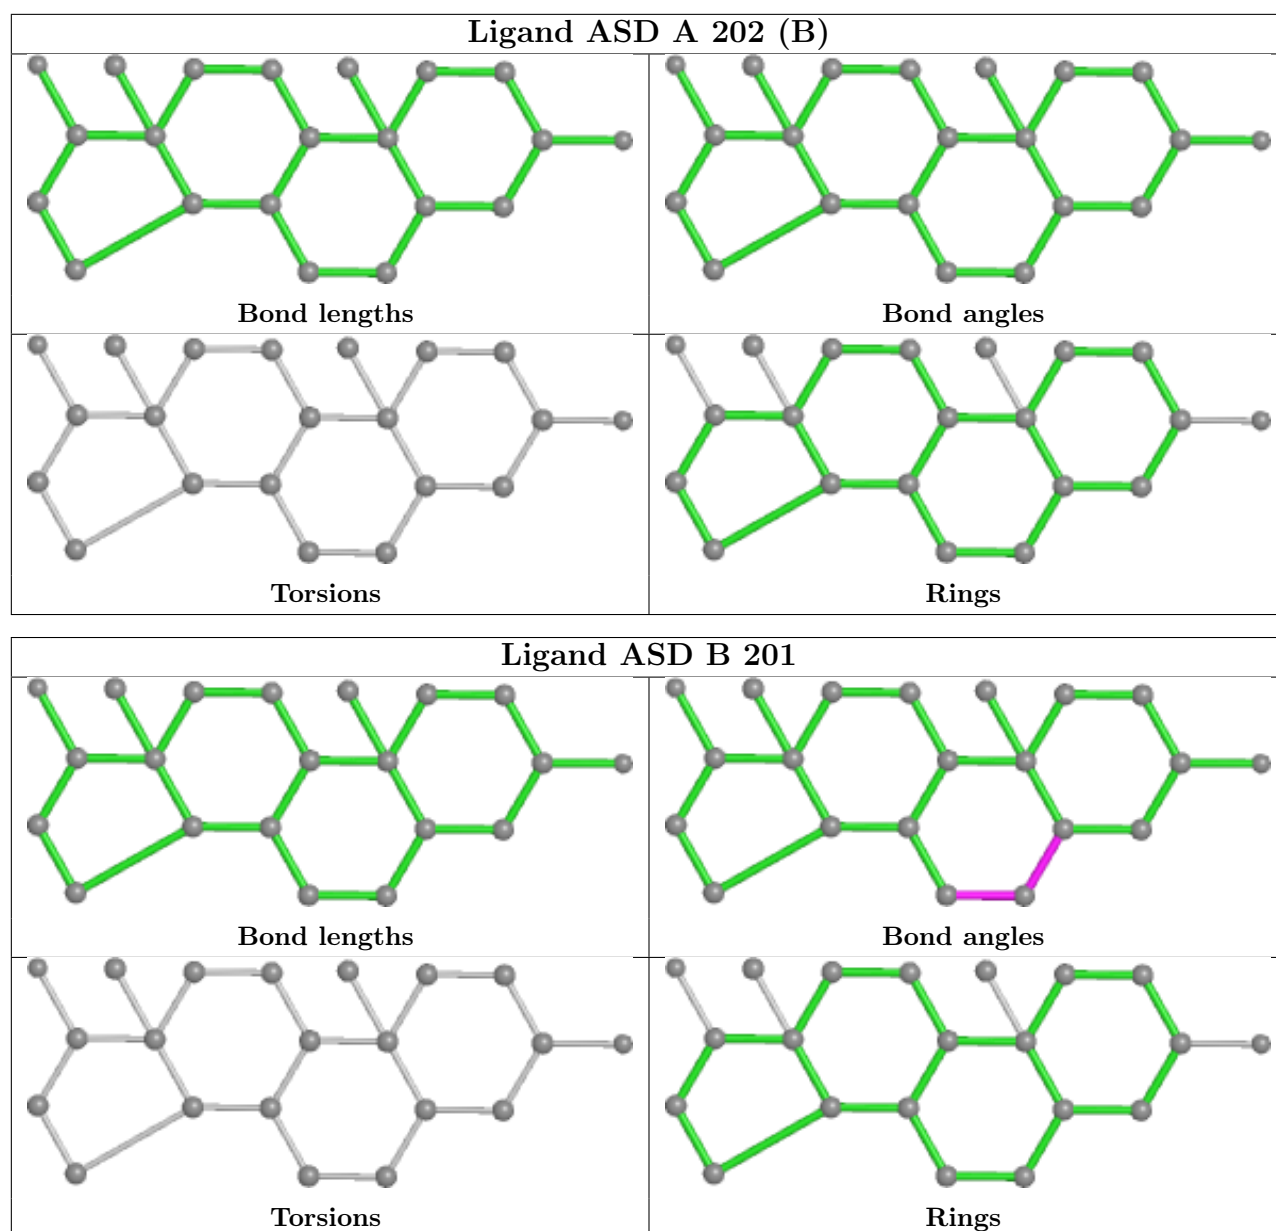 Ligand ASD A 202 (B)
Bond lengths
Bond angles
Torsions
Rings
Ligand ASD B 201
Bond lengths
Bond angles
Torsions
Rings